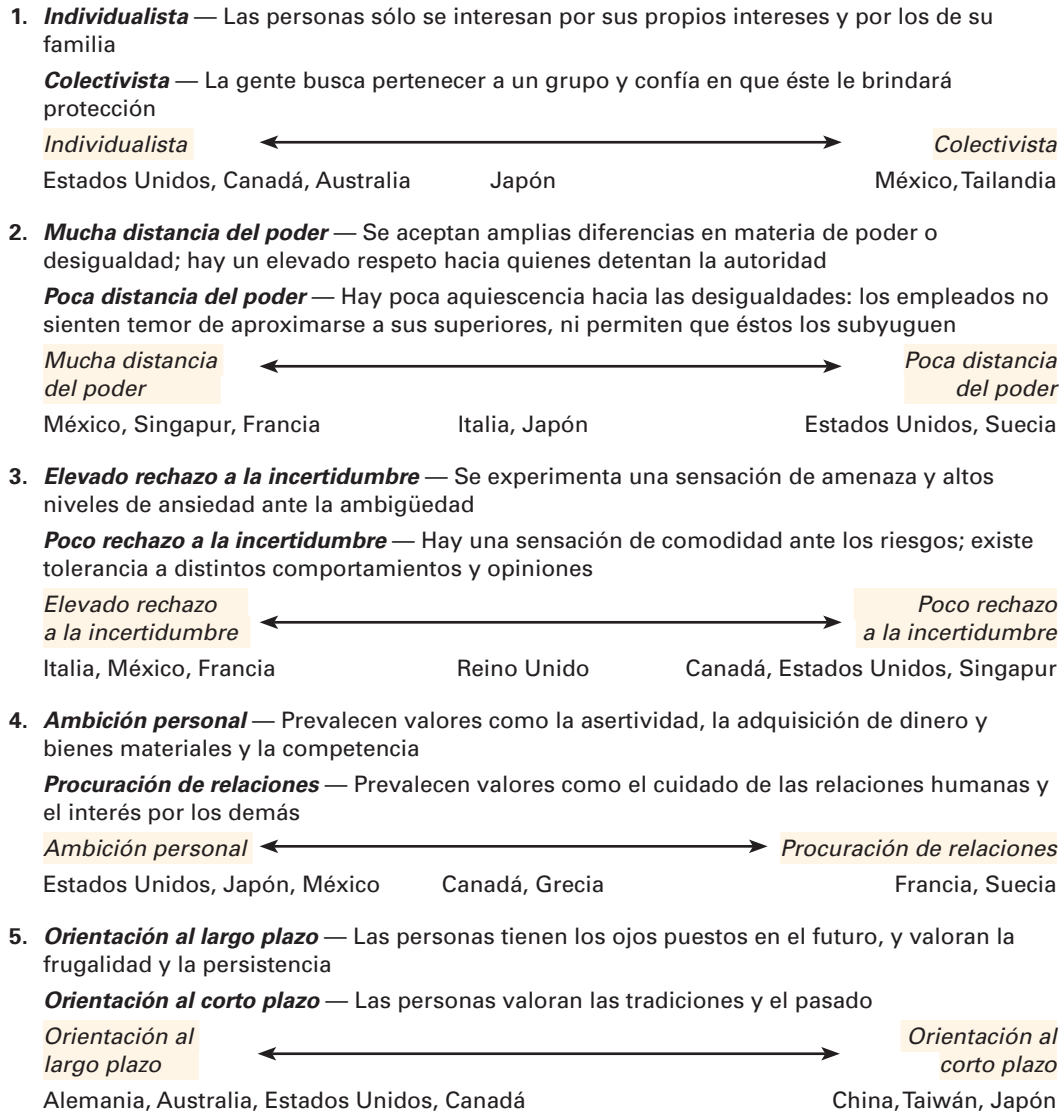 1. Individualista — Las personas sólo se interesan por sus propios intereses y por los de su
familia
Colectivista — La gente busca pertenecer a un grupo y confía en que éste le brindará
protección
Individualista Colectivista
Estados Unidos, Canadá, Australia Japón México, Tailandia
2. Mucha distancia del poder — Se aceptan amplias diferencias en materia de poder o
desigualdad; hay un elevado respeto hacia quienes detentan la autoridad
Poca distancia del poder — Hay poca aquiescencia hacia las desigualdades: los empleados no
sienten temor de aproximarse a sus superiores, ni permiten que éstos los subyuguen
Mucha distancia Poca distancia
del poder del poder
México, Singapur, Francia Italia, Japón Estados Unidos, Suecia
3. Elevado rechazo a la incertidumbre — Se experimenta una sensación de amenaza y altos
niveles de ansiedad ante la ambigüedad
Poco rechazo a la incertidumbre — Hay una sensación de comodidad ante los riesgos; existe
tolerancia a distintos comportamientos y opiniones
Elevado rechazo Poco rechazo
a la incertidumbre a la incertidumbre
Italia, México, Francia Reino Unido Canadá, Estados Unidos, Singapur
4. Ambición personal — Prevalecen valores como la asertividad, la adquisición de dinero y
bienes materiales y la competencia
Procuración de relaciones — Prevalecen valores como el cuidado de las relaciones humanas y
el interés por los demás
Ambición personal Procuración de relaciones
Estados Unidos, Japón, México Canadá, Grecia Francia, Suecia
5. Orientación al largo plazo — Las personas tienen los ojos puestos en el futuro, y valoran la
frugalidad y la persistencia
Orientación al corto plazo — Las personas valoran las tradiciones y el pasado
Orientación al Orientación al
largo plazo corto plazo
Alemania, Australia, Estados Unidos, Canadá China, Taiwán, Japón